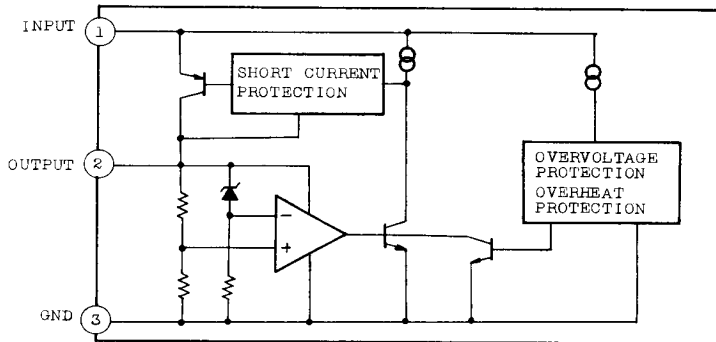 INPUT
1
SHORT CURRENT
PROTECTION
OUTPUT
2
OVERVOLTAGE
PROTECTION
OVERHEAT
PROTECTION
−
+
GND
3